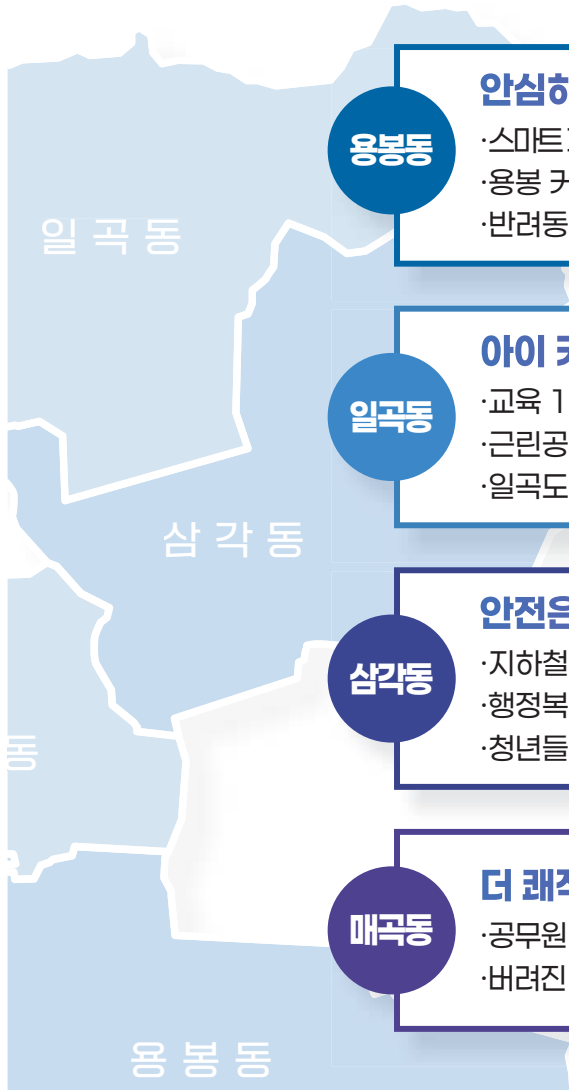 일곡동
삼각동
동
용봉동
용봉동
안심하
·스마트
·용봉 커
·반려동
일곡동
아이 키
·교육 1
·근린공
·일곡도
삼각동
안전은
·지하철
·행정복
·청년들
매곡동
더 쾌적
·공무원
·버려진